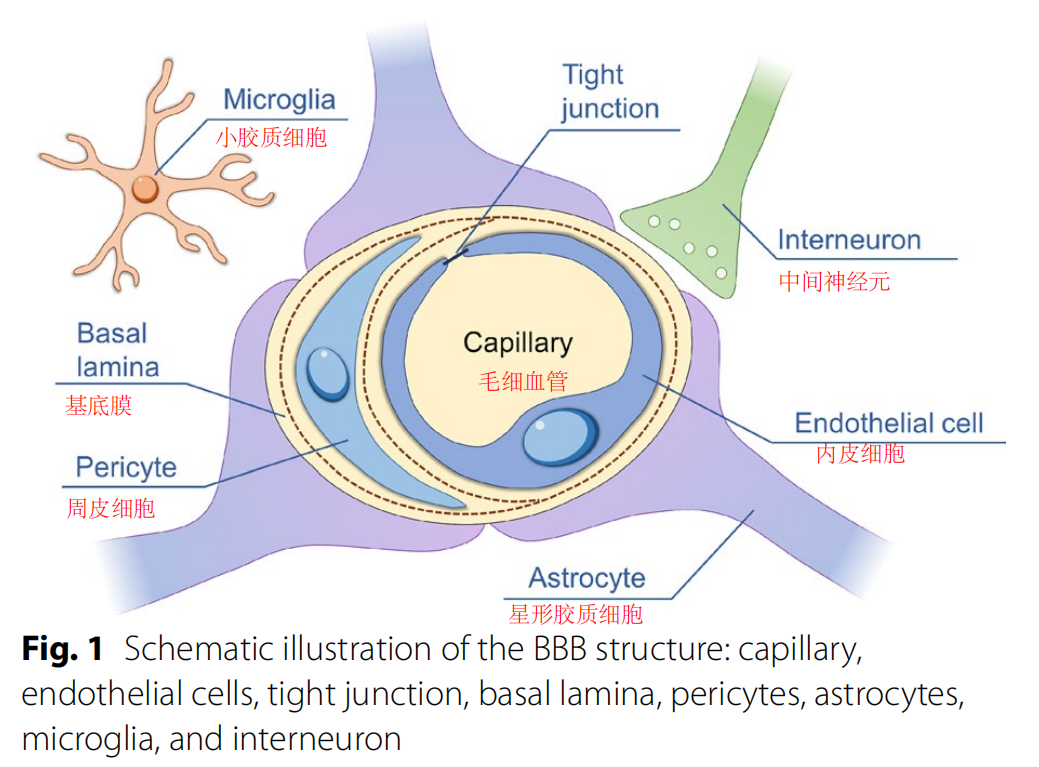 Microglia
小胶质细胞
Tight
junction
Interneuron
中间神经元
Capillary
毛细血管
Basal
lamina
基底膜
Endothelial cell
内皮细胞
Pericyte
周皮细胞
Astrocyte
星形胶质细胞
Fig. 1 Schematic illustration of the BBB structure: capillary,
endothelial cells, tight junction, basal lamina, pericytes, astrocytes,
microglia, and interneuron